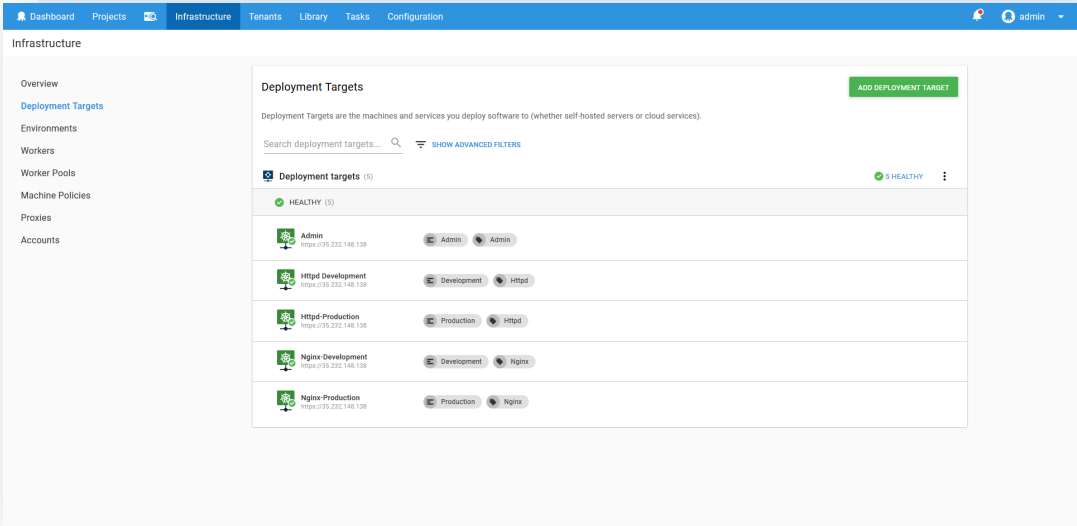 Dashboard Projects Infrastructure Tenants Library Tasks Configuration admin
Infrastructure
Overview
Deployment Targets
Environments
Workers
Worker Pools
Machine Policies
Proxies
Accounts
Deployment Targets
ADD DEPLOYMENT TARGET
Deployment Targets are the machines and services you deploy software to (whether self-hosted servers or cloud services).
Search deployment targets... SHOW ADVANCED FILTERS
Deployment targets (5) 5 HEALTHY
HEALTHY (5)
Admin
https://35.232.148.138
Admin Admin
Httpd Development
https://35.232.148.138
Development Httpd
Httpd-Production
https://35.232.148.138
Production Httpd
Nginx-Development
https://35.232.148.138
Development Nginx
Nginx-Production
https://35.232.148.138
Production Nginx